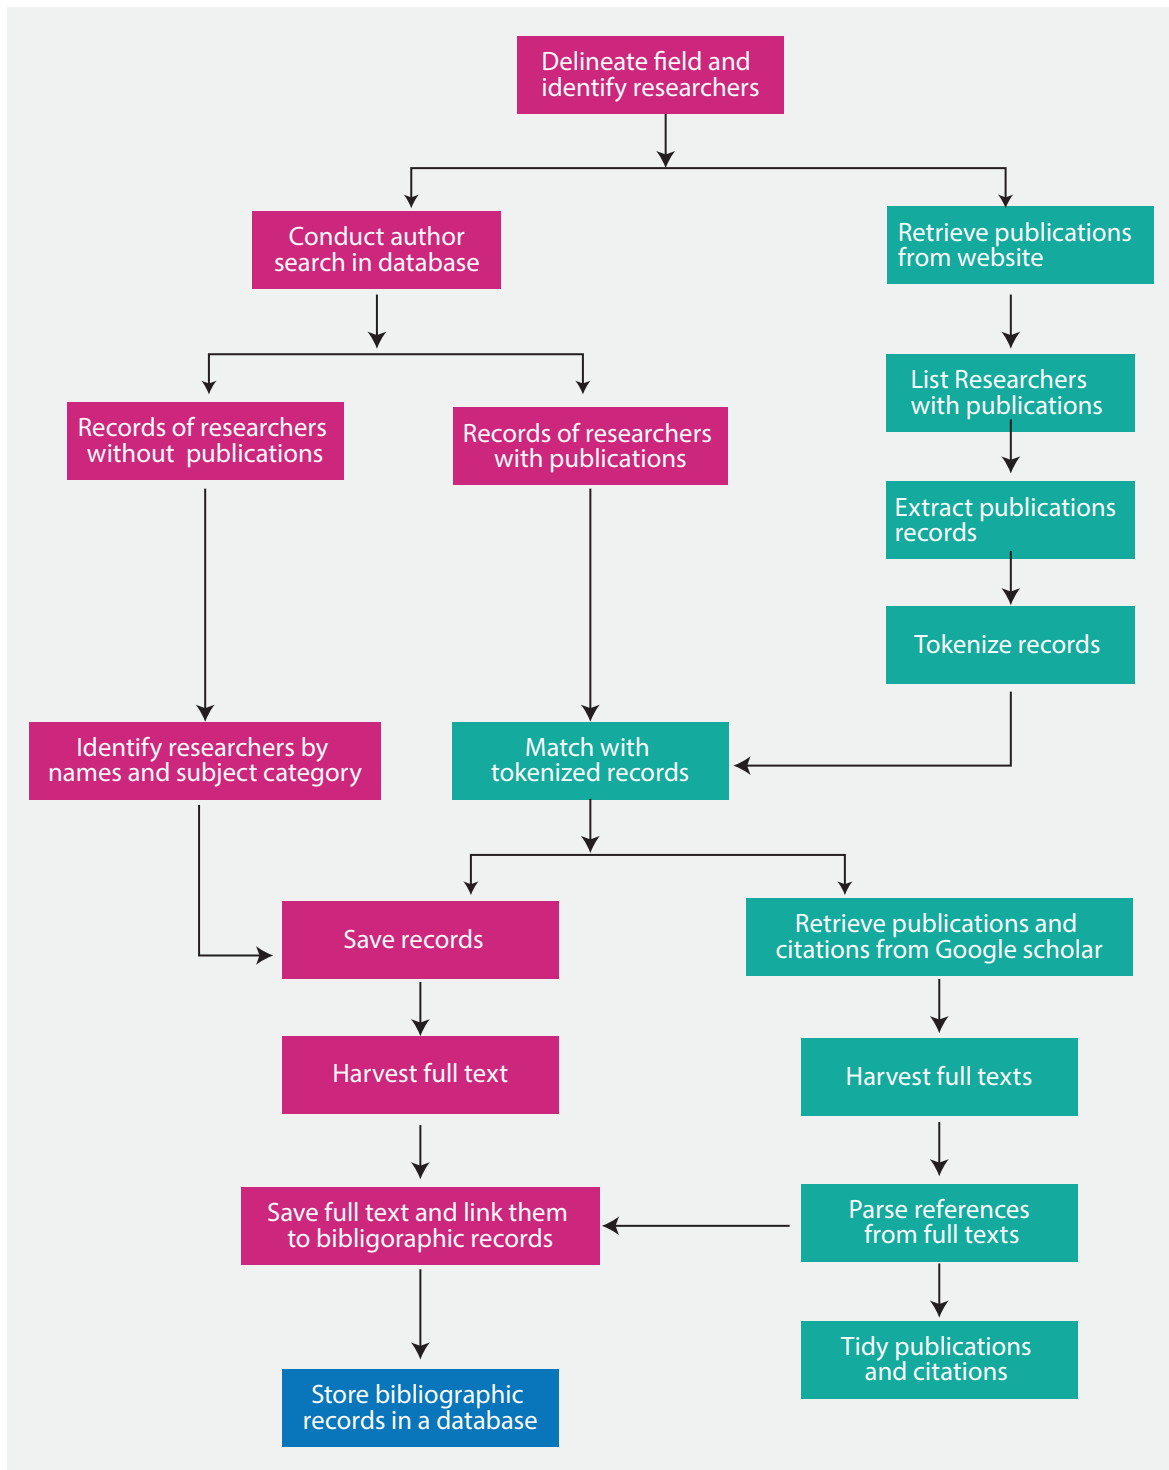 Delineate field and
identify researchers
Conduct author
search in database
Retrieve publications
from website
List Researchers
with publications
Records of researchers
without  publications
Records of researchers
with publications
Extract publications
records
Tokenize records
Identify researchers by
names and subject category
Match with
tokenized records
Save records
Retrieve publications and
citations from Google scholar
Harvest full text
Harvest full texts
Save full text and link them
to bibligoraphic records
Parse references
from full texts
Tidy publications
and citations
Store bibliographic
records in a database